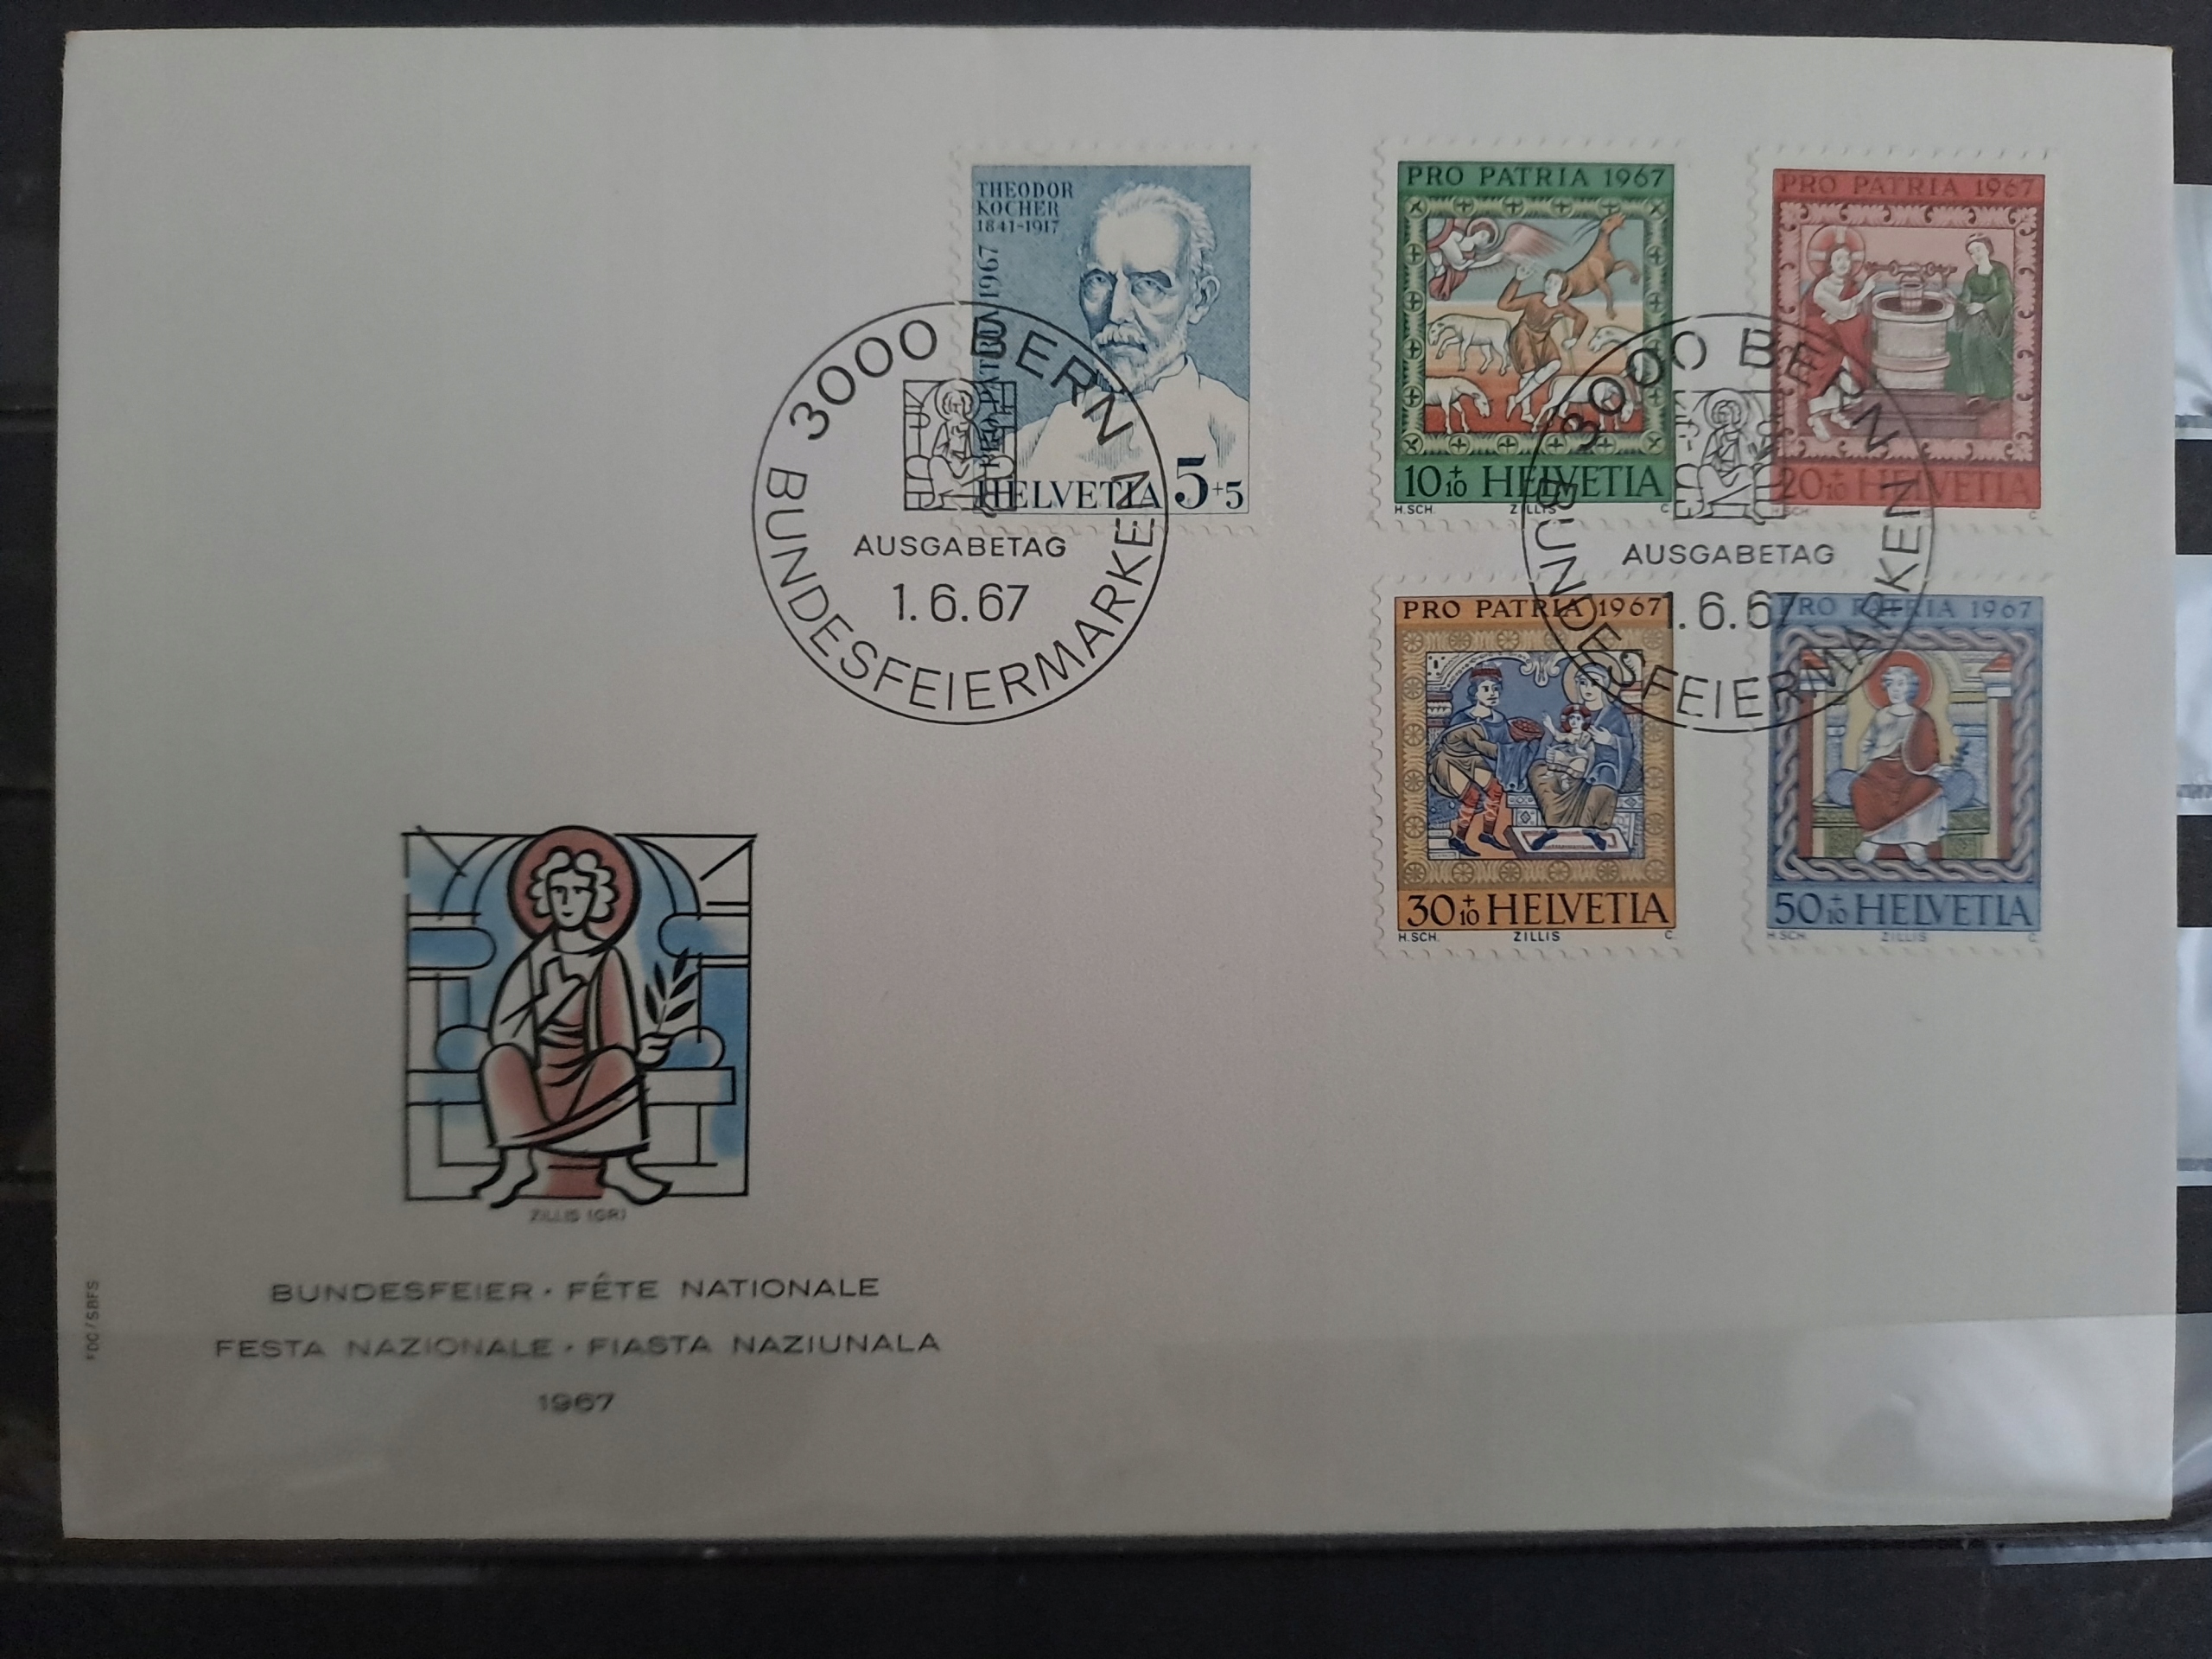 THEODOR
KOCHER
1841-1917
PRO PATRIA 1967
HELVETIA 5+5
3000 BERN
AUSGABETAG
1.6.67
BUNDESFEIERMARKEN
PRO PATRIA 1967
10+10 HELVETIA
H.SCH. ZILLIS C.
PRO PATRIA 1967
20+10 HELVETIA
H.SCH C.
3000 BERN
AUSGABETAG
1.6.67
BUNDESFEIERMARKEN
PRO PATRIA 1967
30+10 HELVETIA
H.SCH. ZILLIS C.
PRO PATRIA 1967
50+10 HELVETIA
H.SCH. ZILLIS C.
ZILLIS (GR)
BUNDESFEIER · FÊTE NATIONALE
FESTA NAZIONALE · FIASTA NAZIUNALA
1967
FDC/SBFS